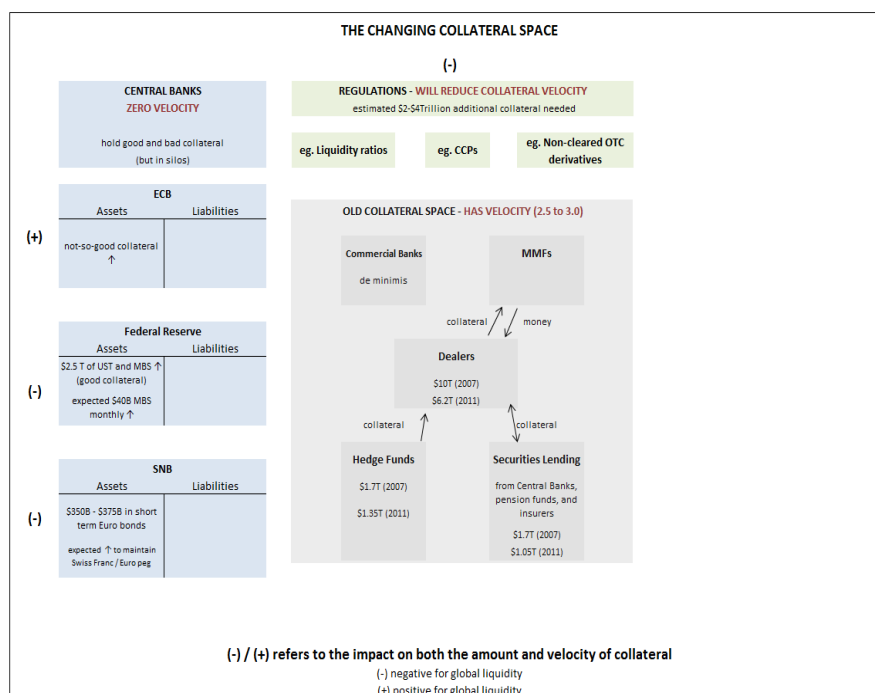 THE CHANGING COLLATERAL SPACE
(-)
CENTRAL BANKS
ZERO VELOCITY
hold good and bad collateral
(but in silos)
REGULATIONS - WILL REDUCE COLLATERAL VELOCITY
estimated $2-$4Trillion additional collateral needed
eg. Liquidity ratios
eg. CCPs
eg. Non-cleared OTC
derivatives
(+)
ECB
Assets
Liabilities
not-so-good collateral
↑
(-)
Federal Reserve
Assets
Liabilities
$2.5 T of UST and MBS ↑
(good collateral)
expected $40B MBS
monthly ↑
(-)
SNB
Assets
Liabilities
$350B - $375B in short
term Euro bonds
expected ↑ to maintain
Swiss Franc / Euro peg
OLD COLLATERAL SPACE - HAS VELOCITY (2.5 to 3.0)
Commercial Banks
de minimis
MMFs
collateral
money
Dealers
$10T (2007)
$6.2T (2011)
collateral
collateral
Hedge Funds
$1.7T (2007)
$1.35T (2011)
Securities Lending
from Central Banks,
pension funds, and
insurers
$1.7T (2007)
$1.05T (2011)
(-) / (+) refers to the impact on both the amount and velocity of collateral
(-) negative for global liquidity
(+) positive for global liquidity